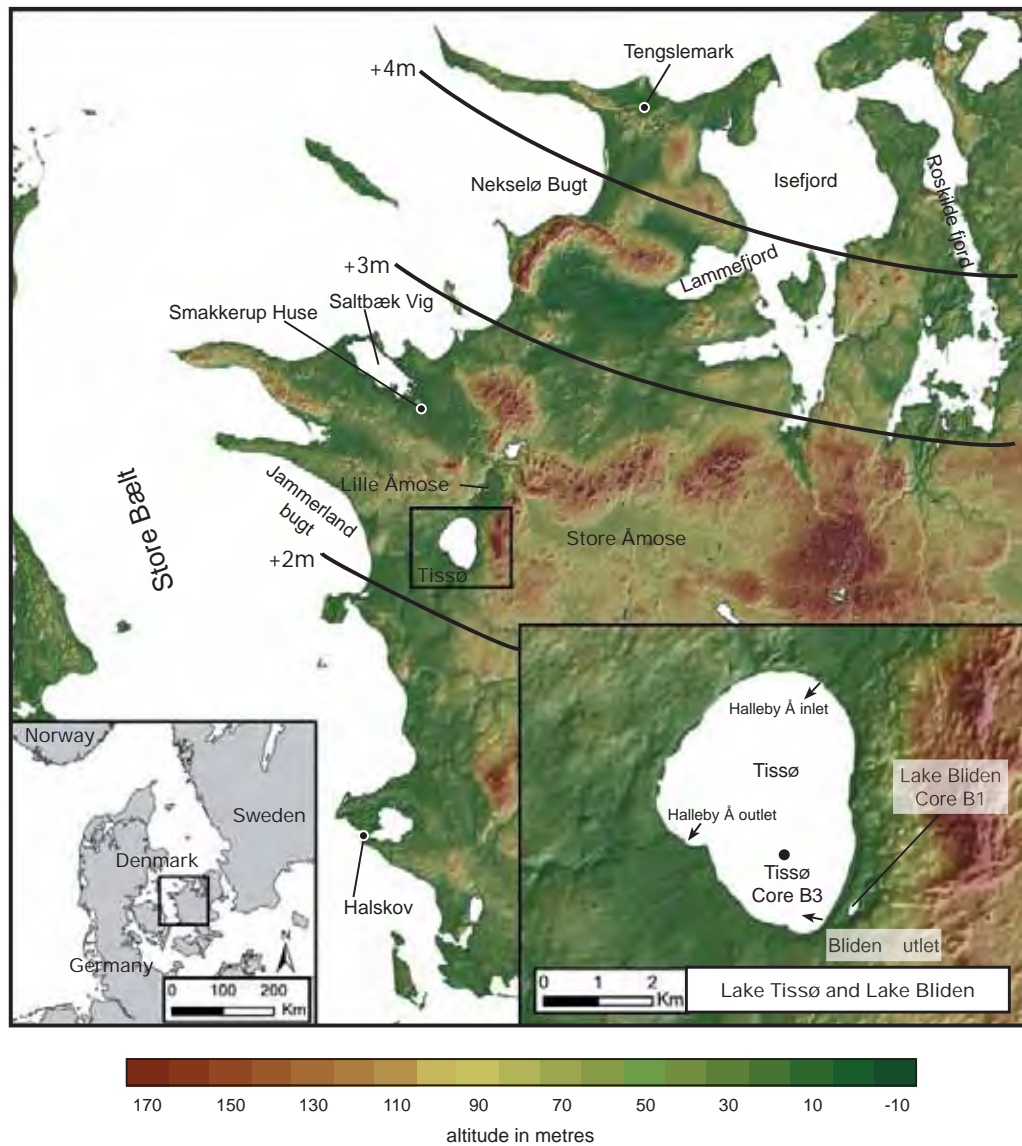 Tengslemark
+4m
Nekselø Bugt
Isefjord
Roskilde fjord
+3m
Lammefjord
Saltbæk Vig
Smakkerup Huse
Lille Åmose
Jammerland
bugt
Store Bælt
Store Åmose
+2m
Tissø
Halleby Å inlet
Tissø
Lake Bliden
Core B1
Halleby Å outlet
Tissø
Core B3
Bliden utlet
0 1 2
Km
Lake Tissø and Lake Bliden
Halskov
Norway
Sweden
Denmark
Germany
N
0 100 200
Km
170 150 130 110 90 70 50 30 10 -10
altitude in metres